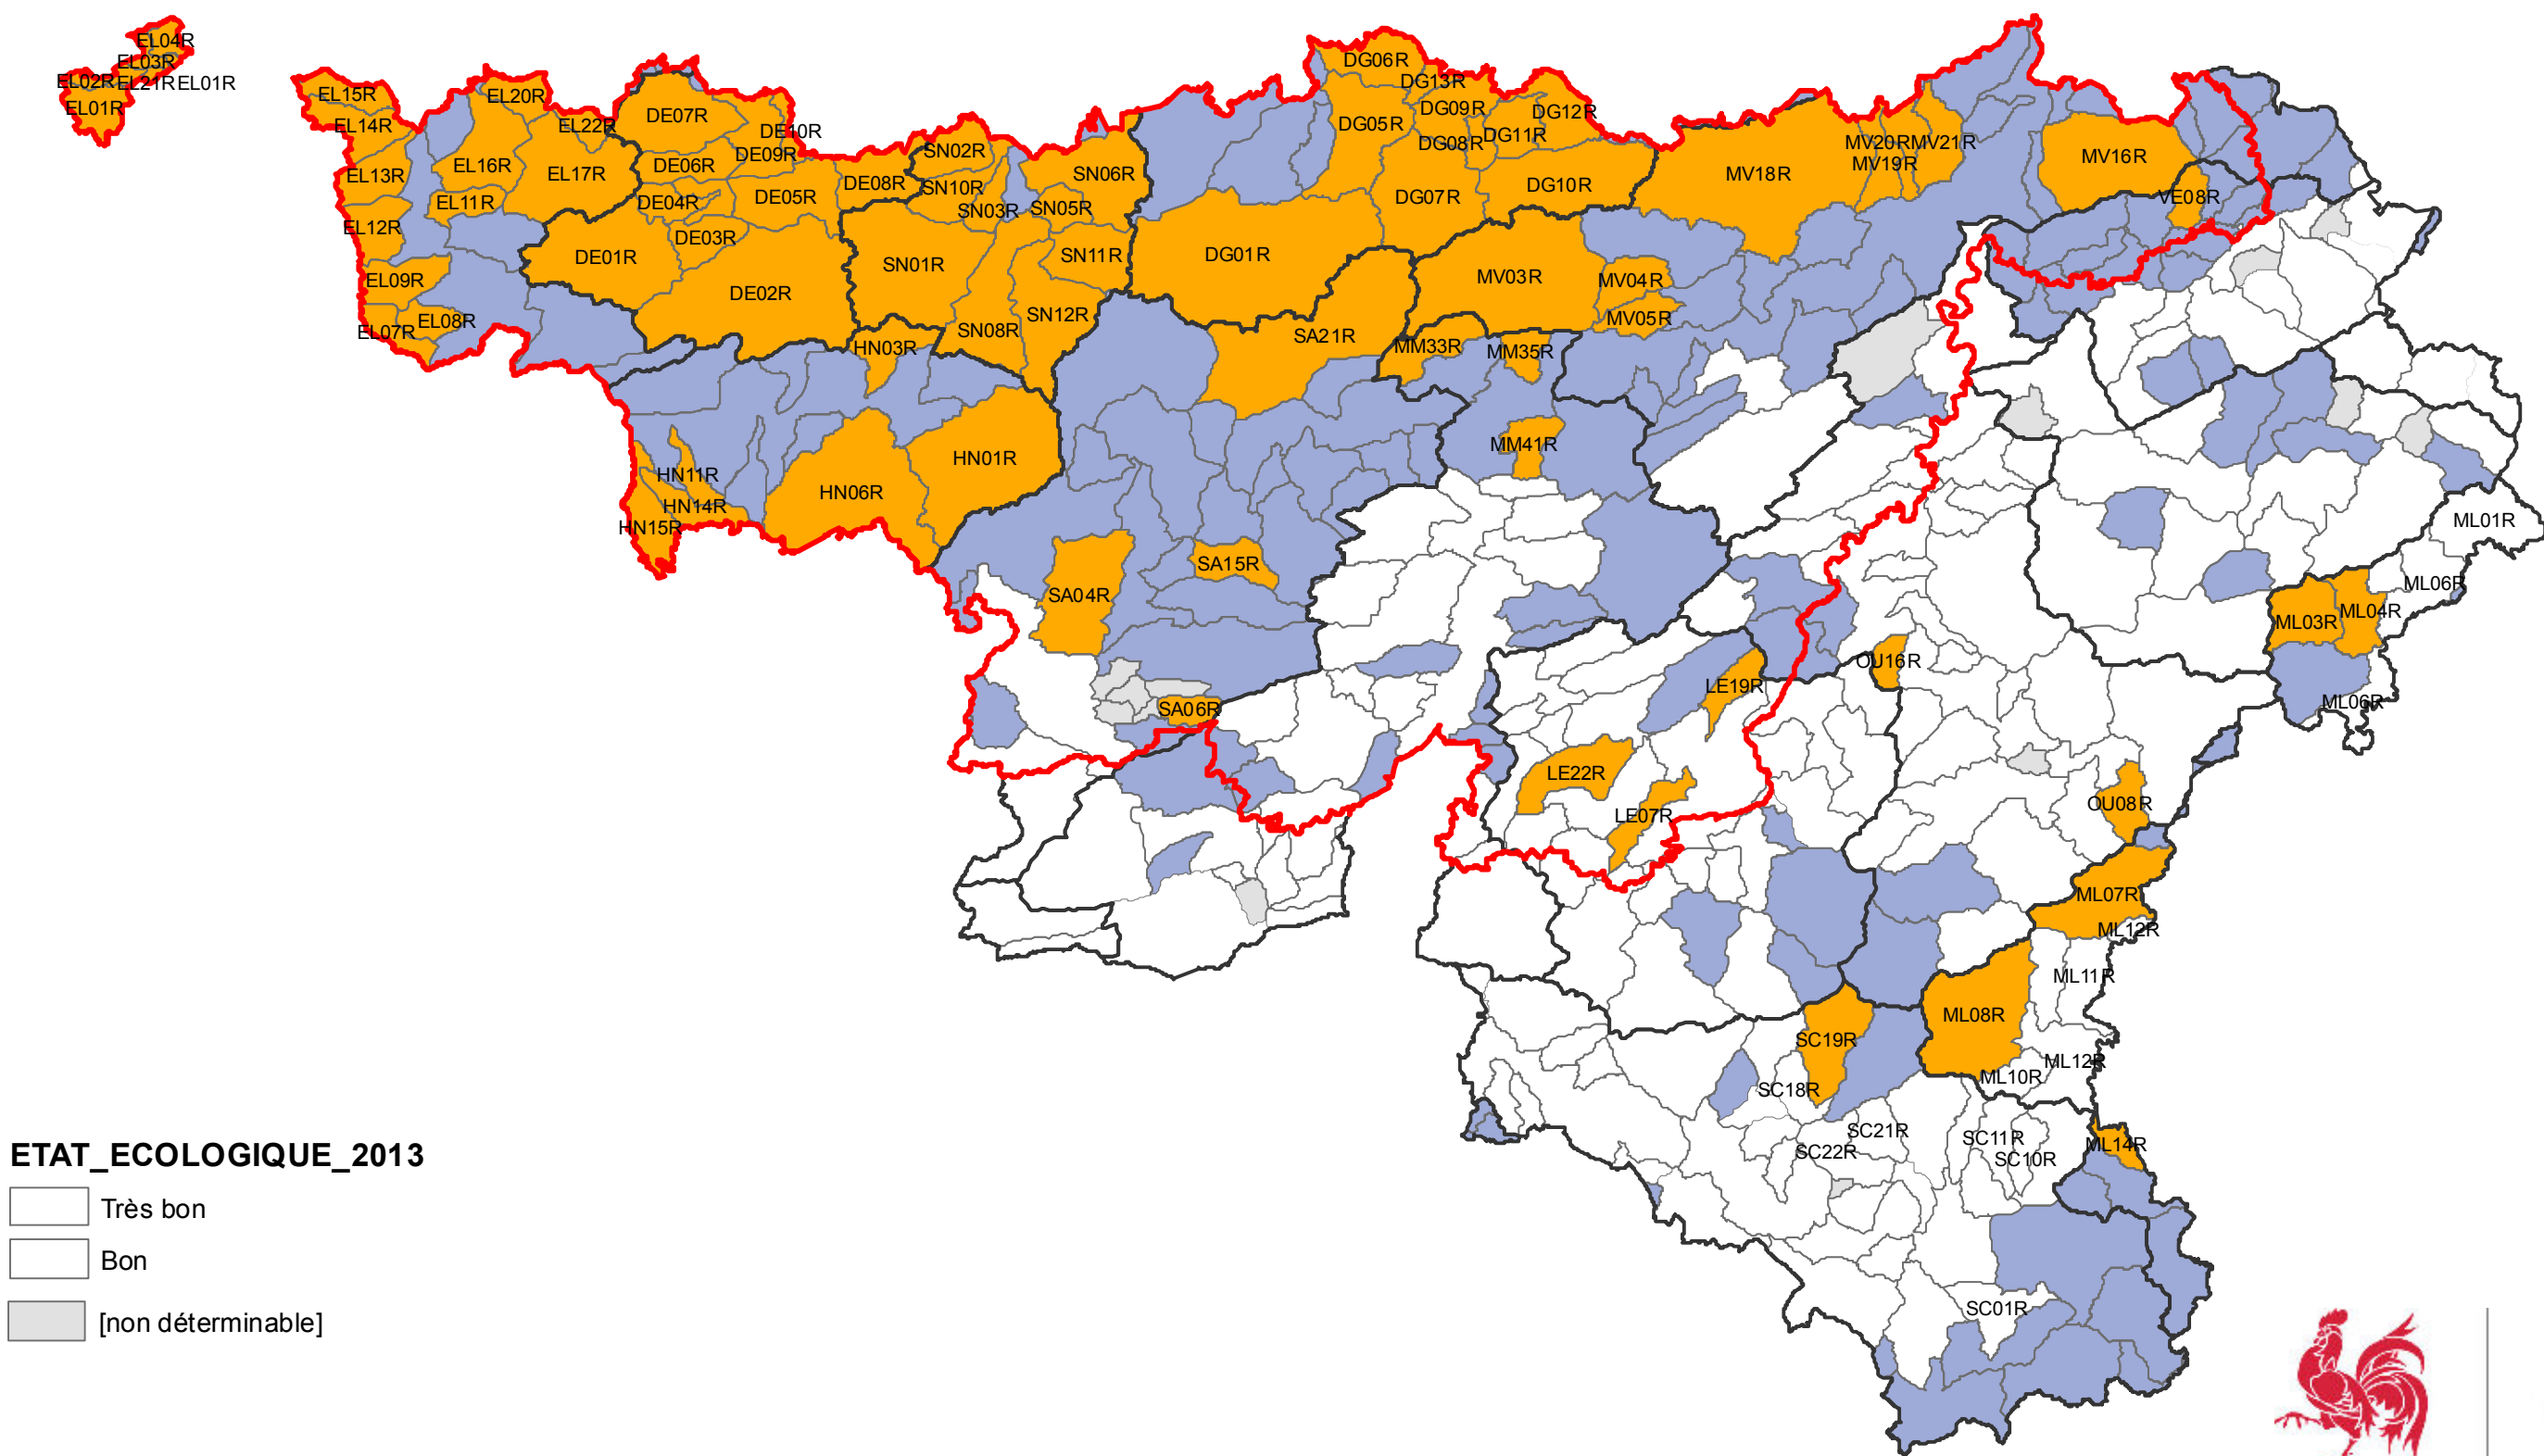 EL04R
EL03R
EL02R
EL21R
EL01R
EL01R
EL15R
EL14R
EL20R
EL22R
EL16R
EL17R
EL13R
EL11R
EL12R
EL09R
EL08R
EL07R
DE07R
DE10R
DE09R
DE06R
DE08R
DE05R
DE04R
DE03R
DE01R
DE02R
SN02R
SN10R
SN03R
SN06R
SN05R
SN01R
SN11R
SN12R
SN08R
HN03R
HN01R
HN06R
HN11R
HN14R
HN15R
DG06R
DG13R
DG09R
DG12R
DG05R
DG08R
DG11R
DG07R
DG10R
DG01R
SA21R
MM33R
MM35R
MM41R
MV18R
MV20R
MV21R
MV19R
MV16R
VE08R
MV03R
MV04R
MV05R
SA15R
SA04R
SA06R
LE19R
LE22R
LE07R
OU16R
OU08R
ML01R
ML06R
ML04R
ML03R
ML06R
ML07R
ML12R
ML11R
ML08R
ML12R
ML10R
SC19R
SC18R
SC21R
SC22R
SC11R
SC10R
ML14R
SC01R
ETAT_ECOLOGIQUE_2013
Très bon
Bon
[non déterminable]